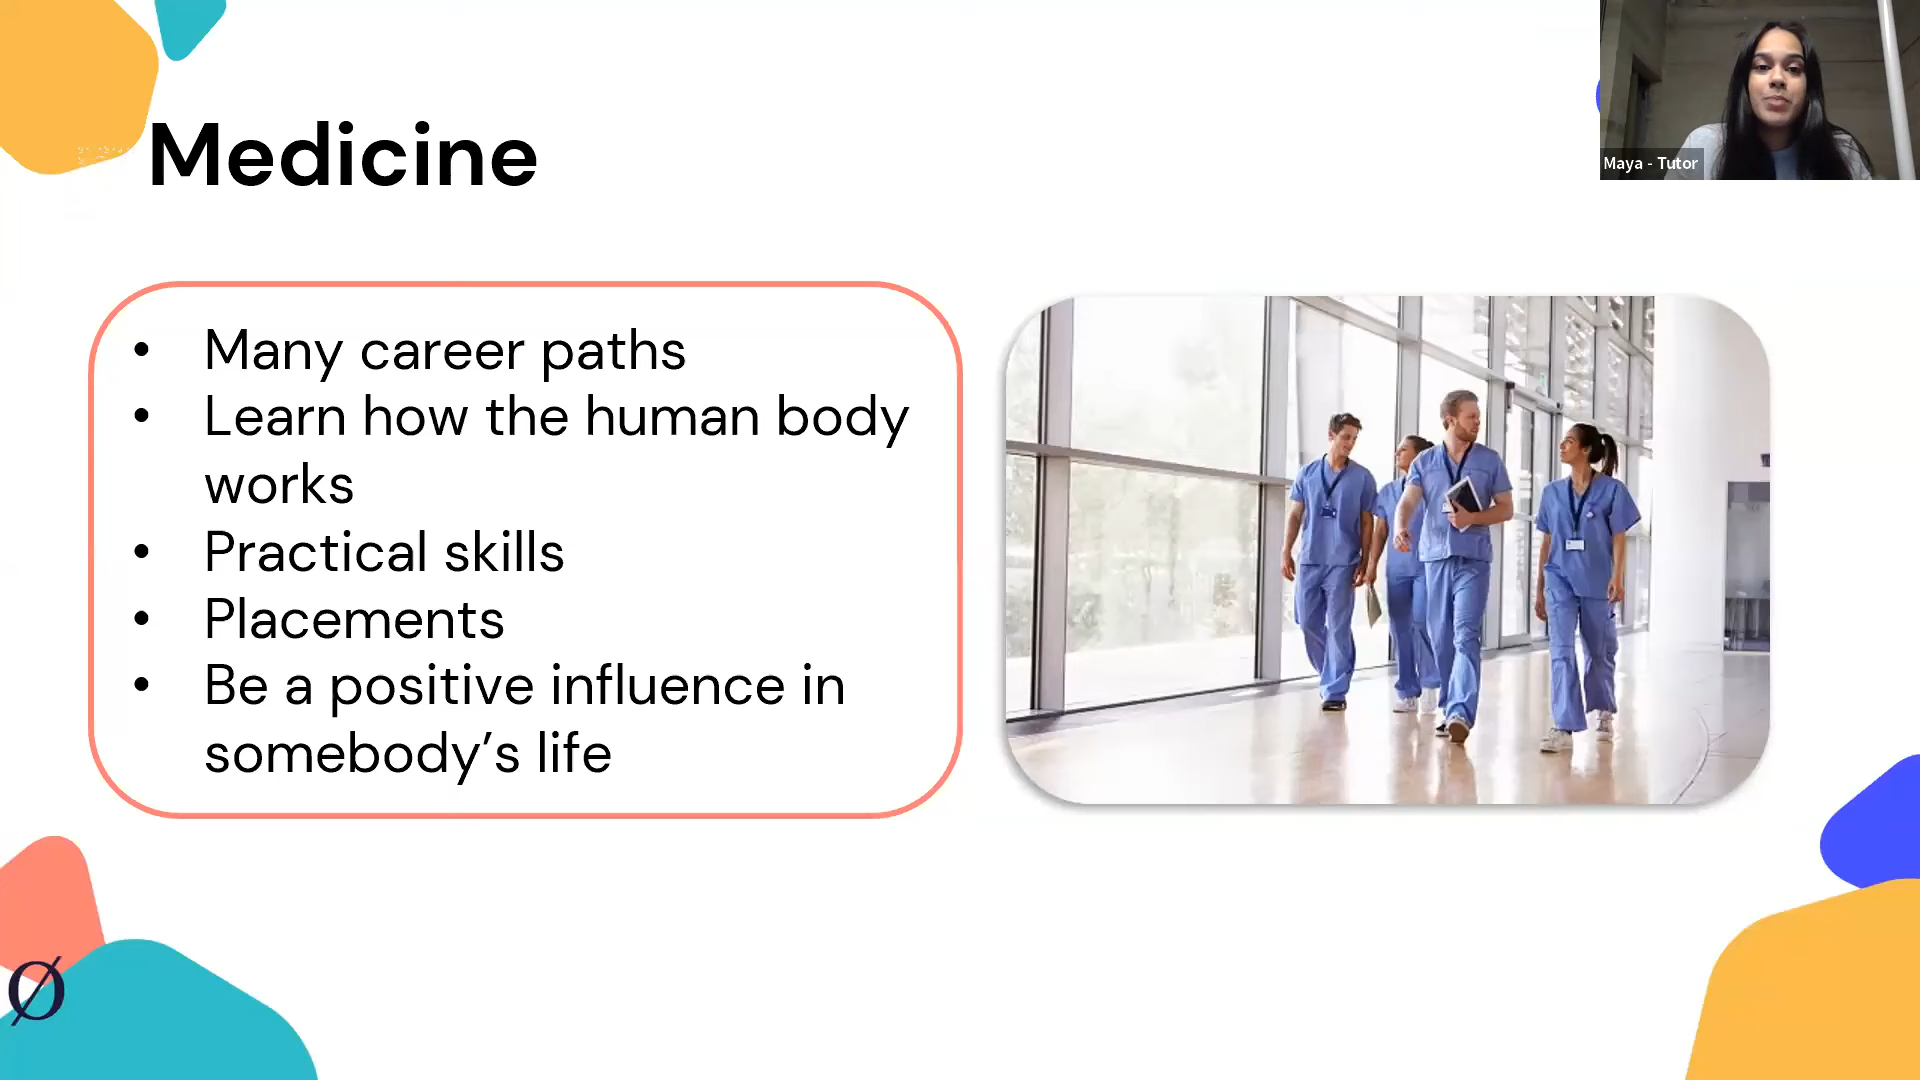 Medicine
Maya - Tutor
• Many career paths
• Learn how the human body
works
• Practical skills
• Placements
• Be a positive influence in
somebody’s life
Ø